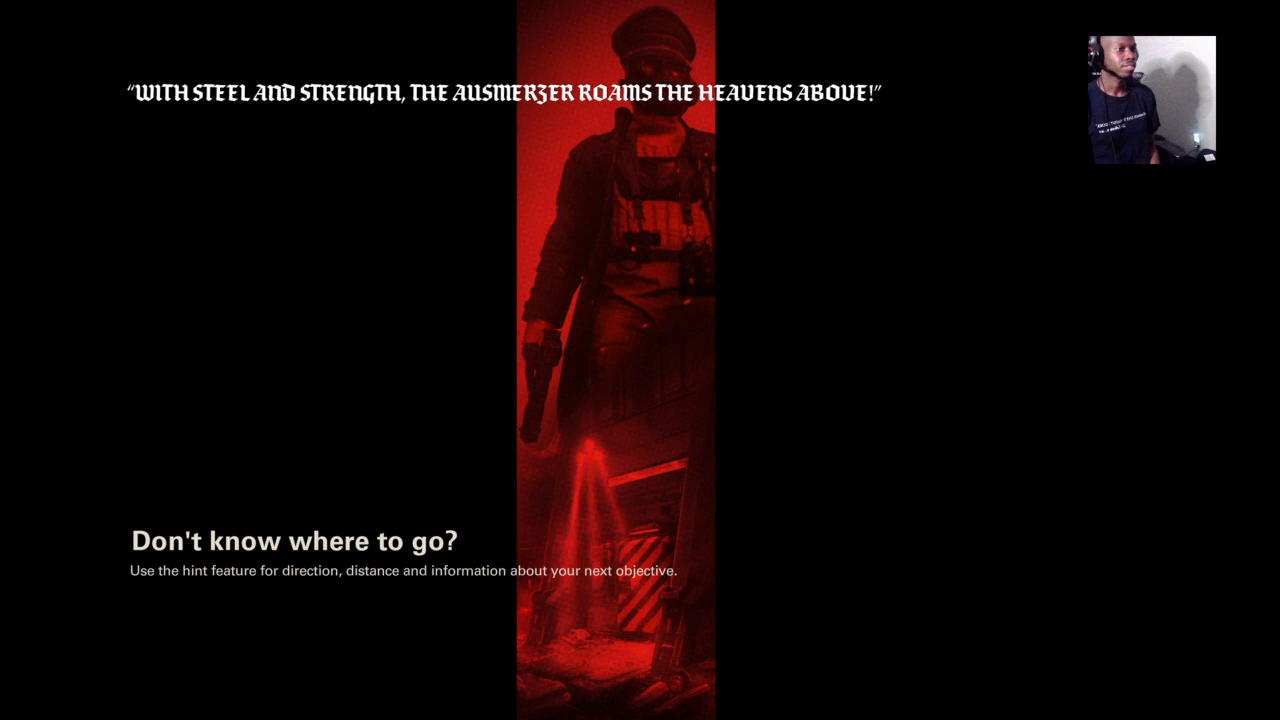 “WITH STEEL AND STRENGTH, THE AUSMERZER ROAMS THE HEAVENS ABOVE!”
Don't know where to go?
Use the hint feature for direction, distance and information about your next objective.